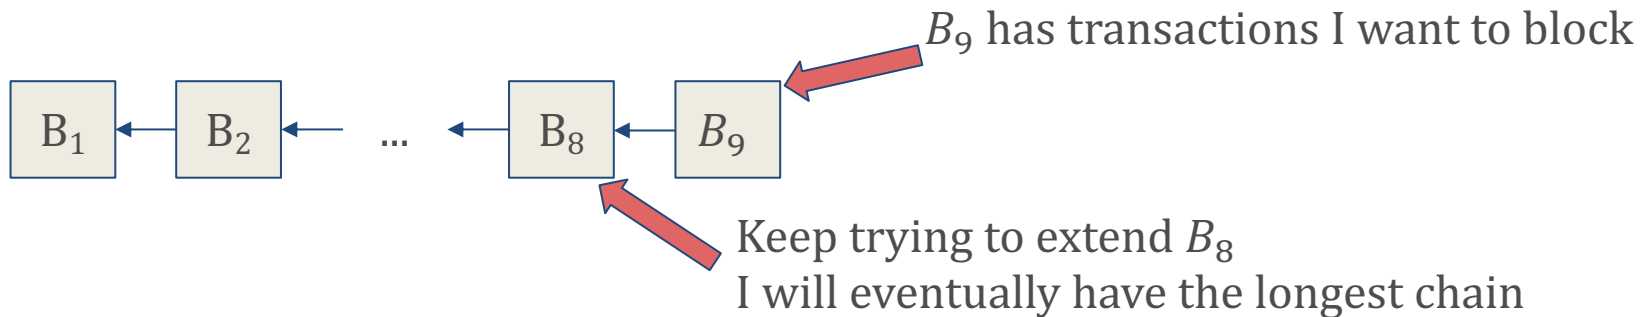 B₉ has transactions I want to block
B₁ B₂ ... B₈ B₉
Keep trying to extend B₈
I will eventually have the longest chain